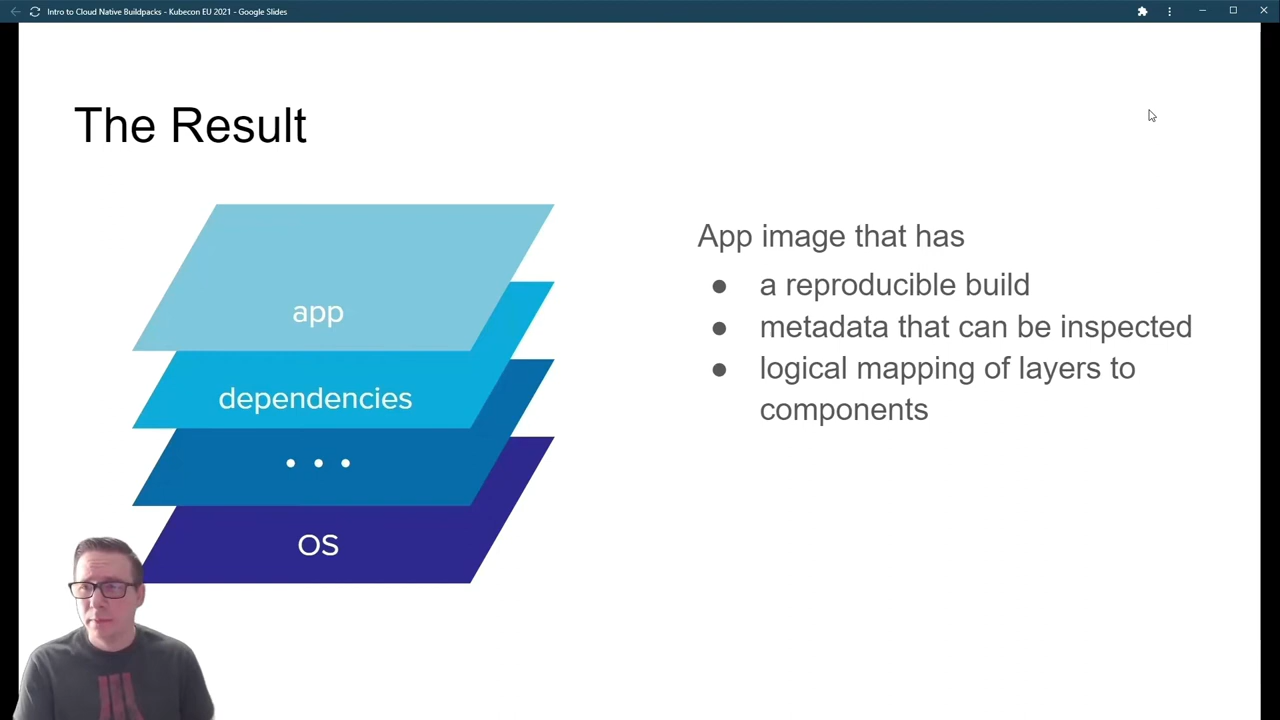 Intro to Cloud Native Buildpacks - Kubecon EU 2021 - Google Slides
The Result
app
dependencies
• • •
OS
App image that has
● a reproducible build
● metadata that can be inspected
● logical mapping of layers to
components